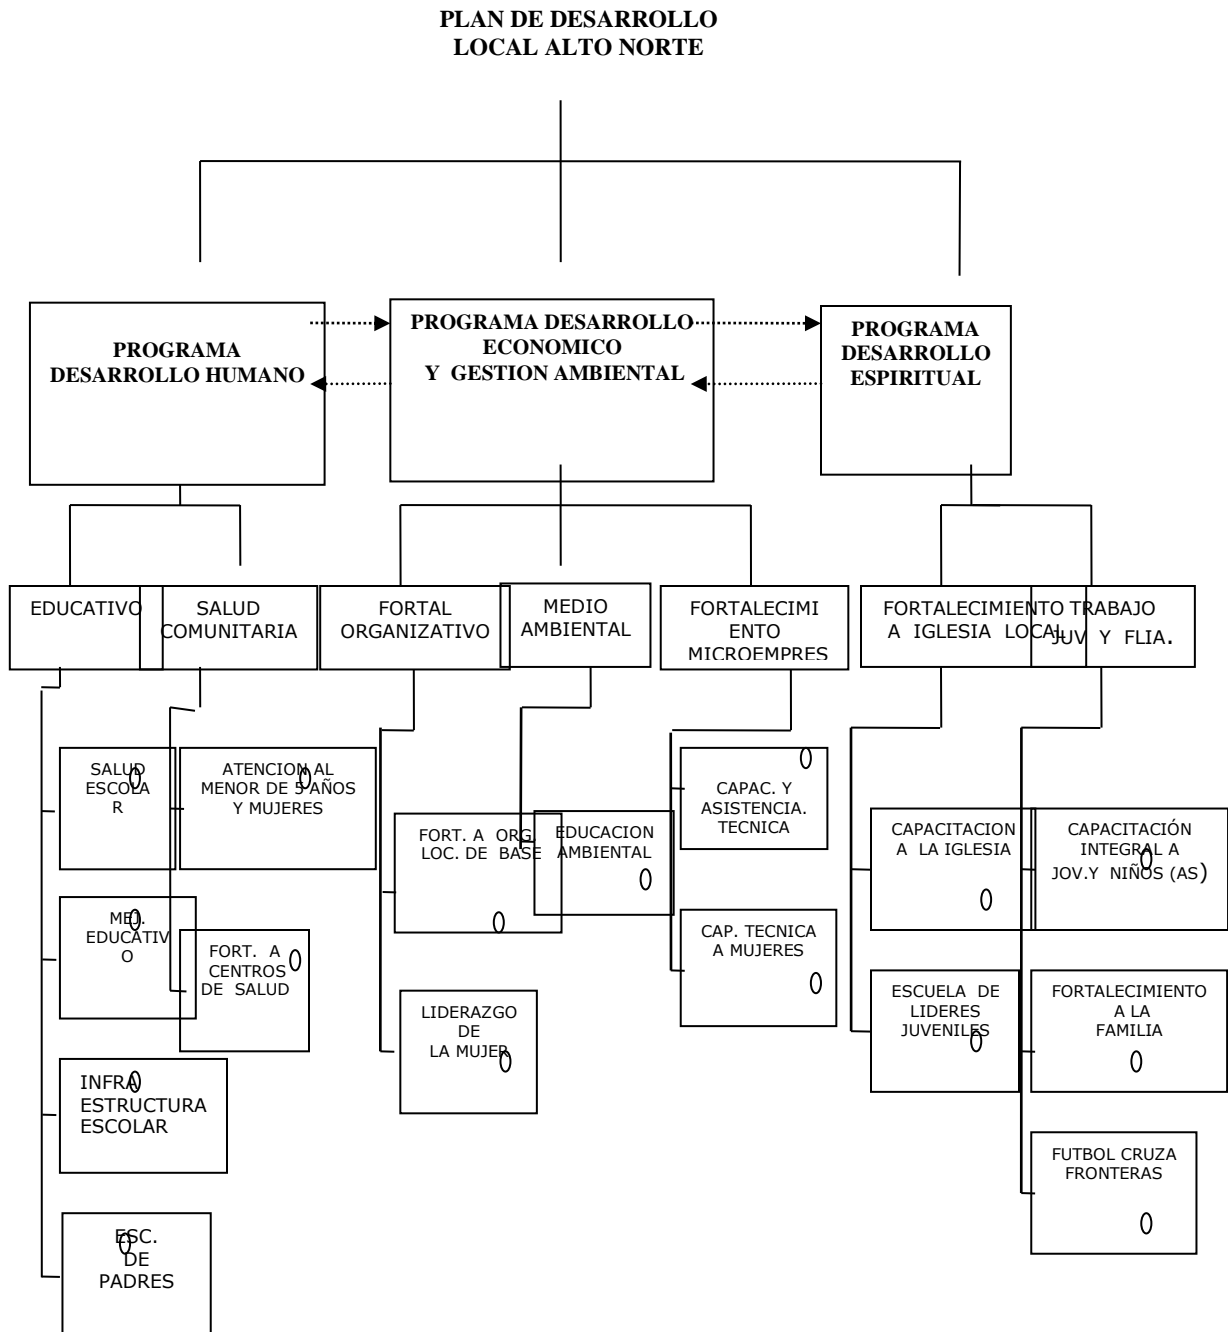 PLAN DE DESARROLLO
LOCAL ALTO NORTE
PROGRAMA
DESARROLLO HUMANO
PROGRAMA DESARROLLO
ECONOMICO
Y GESTION AMBIENTAL
PROGRAMA
DESARROLLO
ESPIRITUAL
EDUCATIVO
SALUD
COMUNITARIA
FORTAL
ORGANIZATIVO
MEDIO
AMBIENTAL
FORTALECIMI
ENTO
MICROEMPRES
FORTALECIMIENTO
A IGLESIA LOCAL
TRABAJO
JUV Y FLIA.
SALUD
ESCOLA
R
ATENCION AL
MENOR DE 5 AÑOS
Y MUJERES
FORT. A ORG.
LOC. DE BASE
EDUCACION
AMBIENTAL
CAPAC. Y
ASISTENCIA.
TECNICA
CAPACITACION
A LA IGLESIA
CAPACITACIÓN
INTEGRAL A
JOV.Y NIÑOS (AS)
MEJ.
EDUCATIV
O
FORT. A
CENTROS
DE SALUD
LIDERAZGO
DE
LA MUJER
CAP. TECNICA
A MUJERES
ESCUELA DE
LIDERES
JUVENILES
FORTALECIMIENTO
A LA
FAMILIA
INFRA
ESTRUCTURA
ESCOLAR
FUTBOL CRUZA
FRONTERAS
ESC.
DE
PADRES